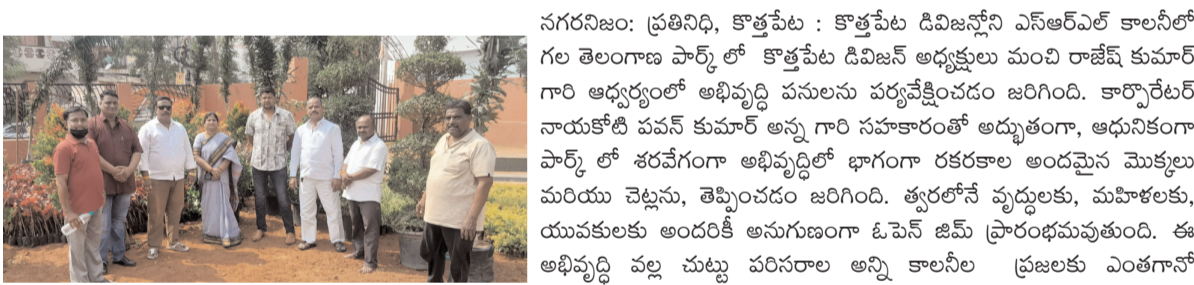 నగరనిజం: ప్రతినిధి, కొత్తపేట : కొత్తపేట డివిజన్లోని ఎస్ఆర్ఎల్ కాలనీలో
గల తెలంగాణ పార్క్ లో కొత్తపేట డివిజన్ అధ్యక్షులు మంచి రాజేష్ కుమార్
గారి ఆధ్వర్యంలో అభివృద్ధి పనులను పర్యవేక్షించడం జరిగింది. కార్పొరేటర్
నాయకోటి పవన్ కుమార్ అన్న గారి సహకారంతో అద్భుతంగా, ఆధునికంగా
పార్క్ లో శరవేగంగా అభివృద్ధిలో భాగంగా రకరకాల అందమైన మొక్కలు
మరియు చెట్లను, తెప్పించడం జరిగింది. త్వరలోనే వృద్ధులకు, మహిళలకు,
యువకులకు అందరికీ అనుగుణంగా ఓపెన్ జిమ్ ప్రారంభమవుతుంది. ఈ
అభివృద్ధి వల్ల చుట్టు పరిసరాల అన్ని కాలనీల ప్రజలకు ఎంతగానో